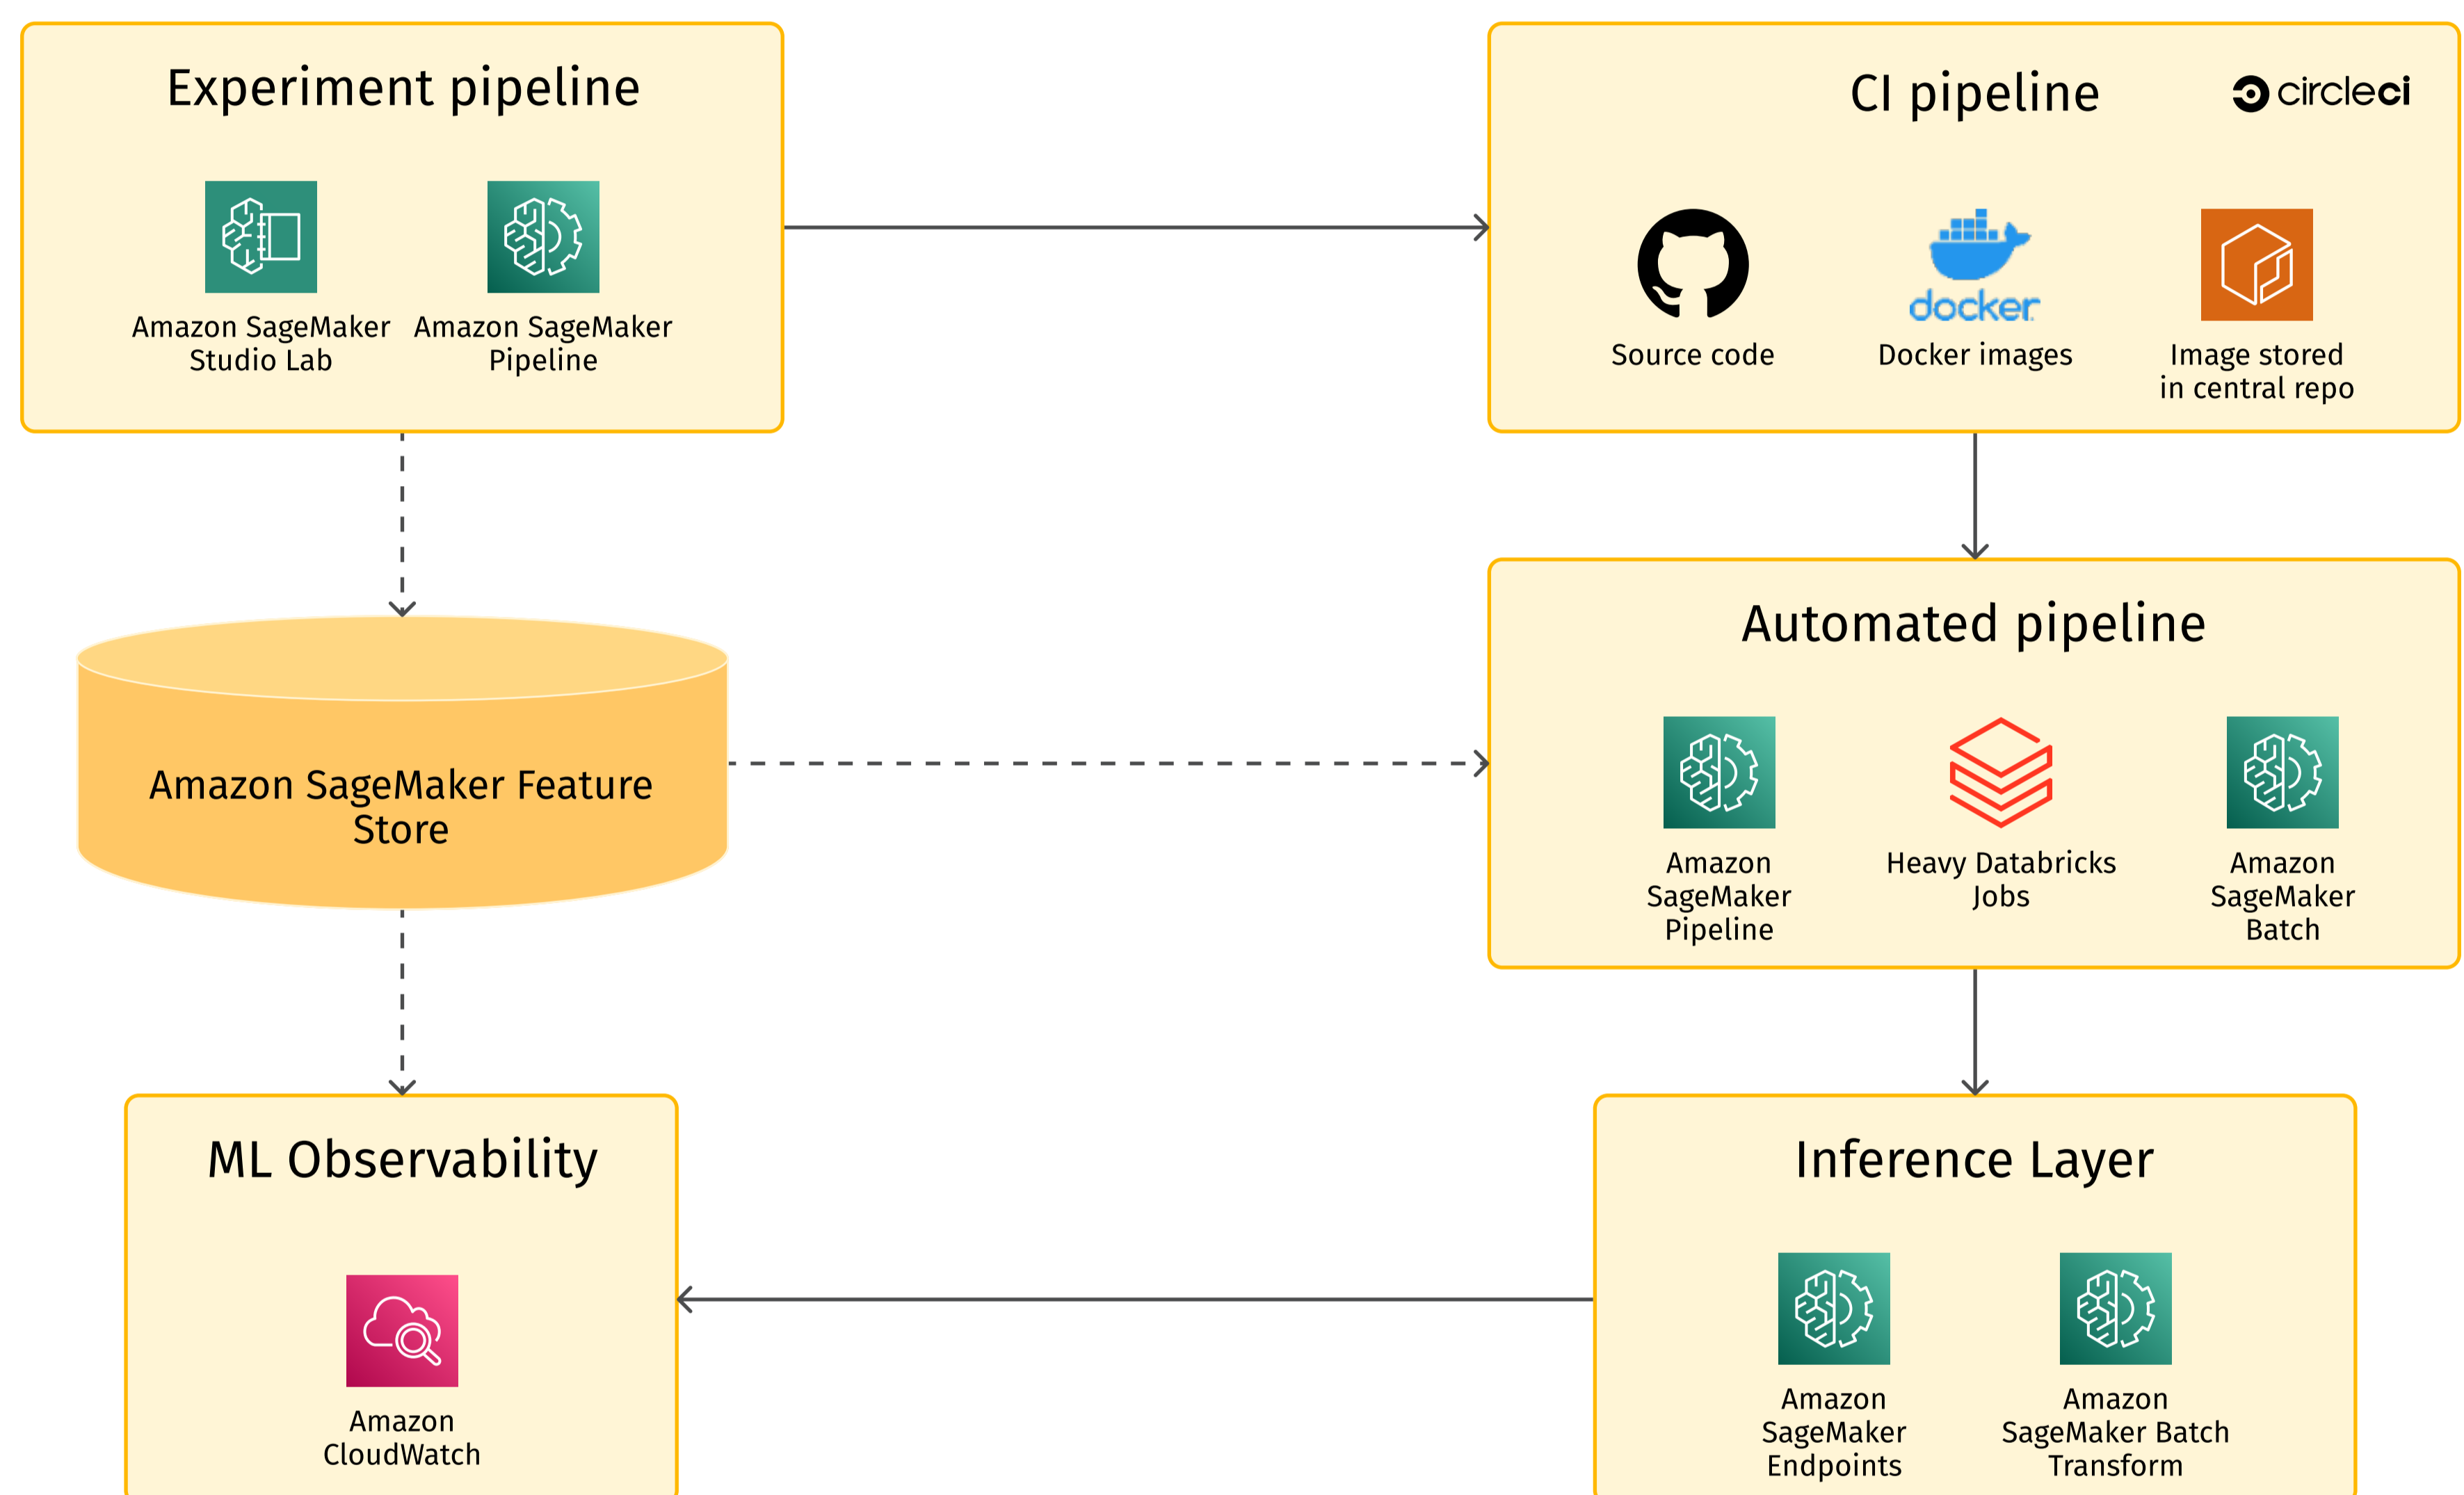 Experiment pipeline
Amazon SageMaker
Studio Lab
Amazon SageMaker
Pipeline
CI pipeline
circleci
docker
Source code
Docker images
Image stored
in central repo
Amazon SageMaker Feature
Store
Automated pipeline
Amazon
SageMaker
Pipeline
Heavy Databricks
Jobs
Amazon
SageMaker
Batch
ML Observability
Amazon
CloudWatch
Inference Layer
Amazon
SageMaker
Endpoints
Amazon
SageMaker Batch
Transform